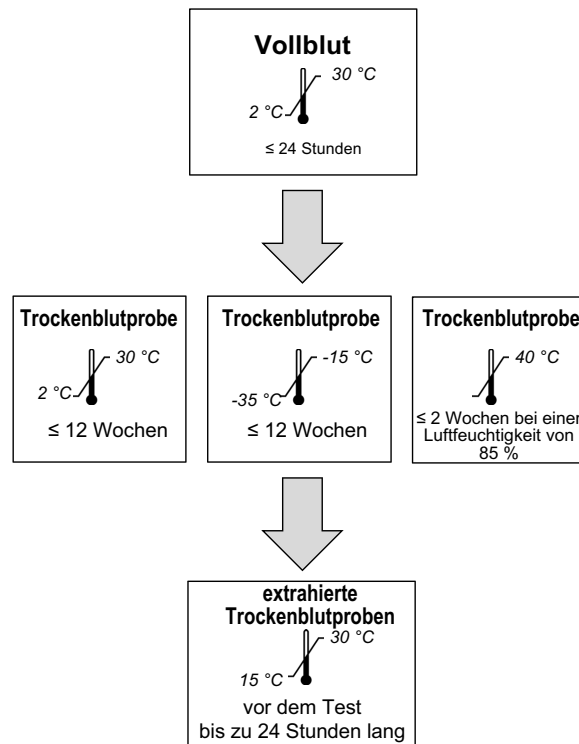 Vollblut
30 °C
2 °C
≤ 24 Stunden
Trockenblutprobe
30 °C
2 °C
≤ 12 Wochen
Trockenblutprobe
-15 °C
-35 °C
≤ 12 Wochen
Trockenblutprobe
40 °C
≤ 2 Wochen bei einer
Luftfeuchtigkeit von
85 %
extrahierte
Trockenblutproben
30 °C
15 °C
vor dem Test
bis zu 24 Stunden lang